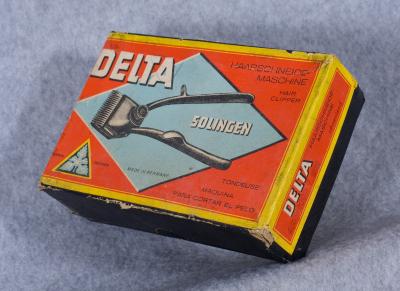 DELTA
HAARSCHNEIDE-
MASCHINE
HAIR
CLIPPER
SOLINGEN
MADE IN GERMANY
TONDEUSE
MAQUINA
PARA CORTAR EL PELO
DELTA